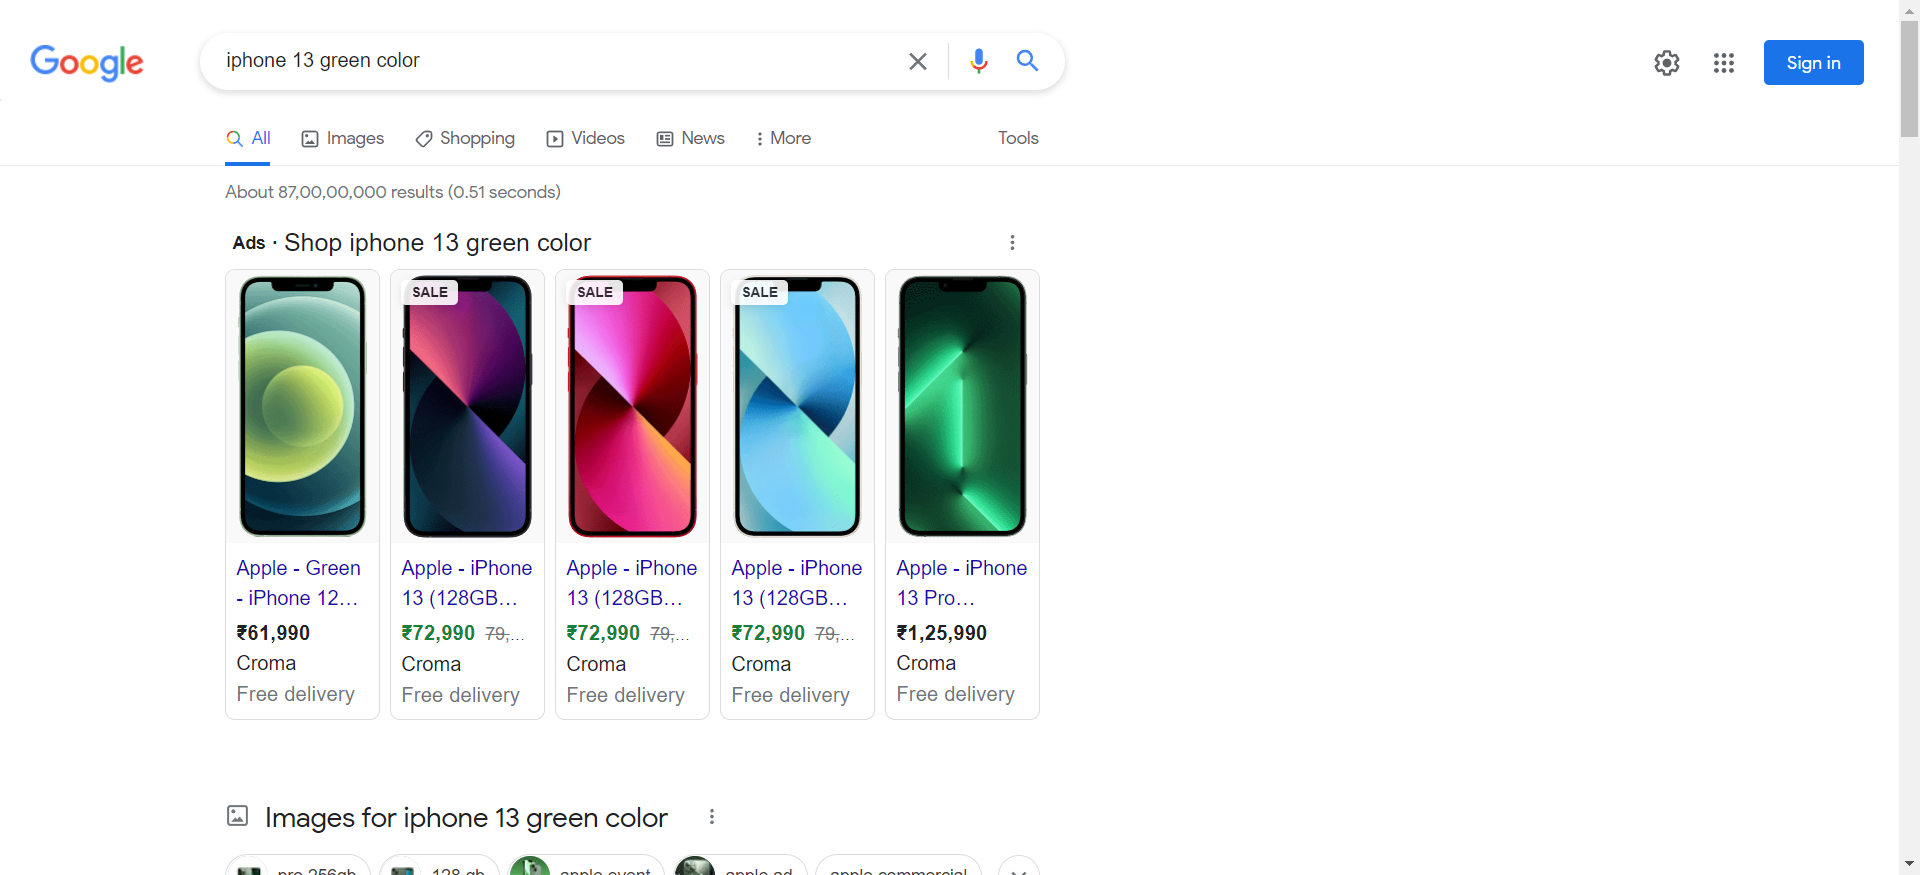 Google
iphone 13 green color
Sign in
All
Images
Shopping
Videos
News
More
Tools
About 87,00,00,000 results (0.51 seconds)
Ads · Shop iphone 13 green color
SALE
SALE
SALE
Apple - Green
- iPhone 12...
₹61,990
Croma
Free delivery
Apple - iPhone
13 (128GB...
₹72,990 79,...
Croma
Free delivery
Apple - iPhone
13 (128GB...
₹72,990 79,...
Croma
Free delivery
Apple - iPhone
13 (128GB...
₹72,990 79,...
Croma
Free delivery
Apple - iPhone
13 Pro...
₹1,25,990
Croma
Free delivery
Images for iphone 13 green color
pro 256gb
128 gb
apple event
apple ad
apple commercial